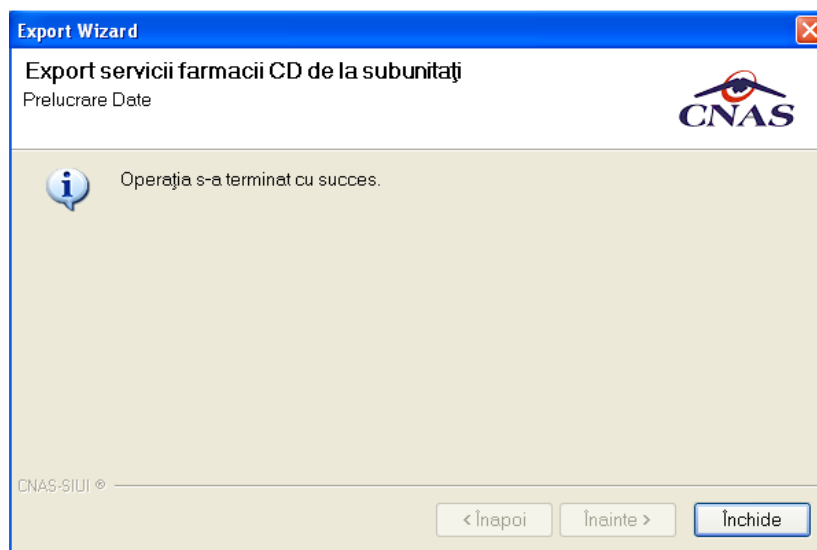 Export Wizard
Export servicii farmacii CD de la subunitaţi
Prelucrare Date
CNAS
Operaţia s-a terminat cu succes.
CNAS-SIUI ®
< Înapoi
Înainte >
Închide